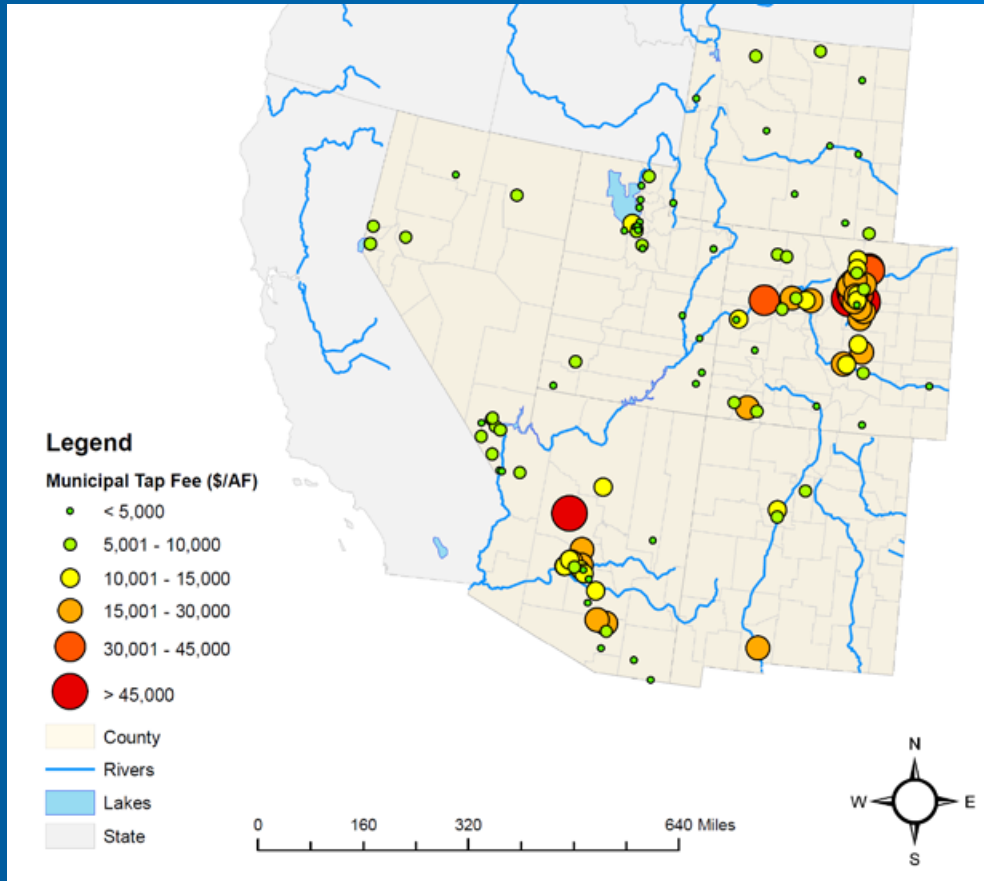 Legend
Municipal Tap Fee ($/AF)
< 5,000
5,001 - 10,000
10,001 - 15,000
15,001 - 30,000
30,001 - 45,000
> 45,000
County
Rivers
Lakes
State
0 160 320 640 Miles
N
W E
S